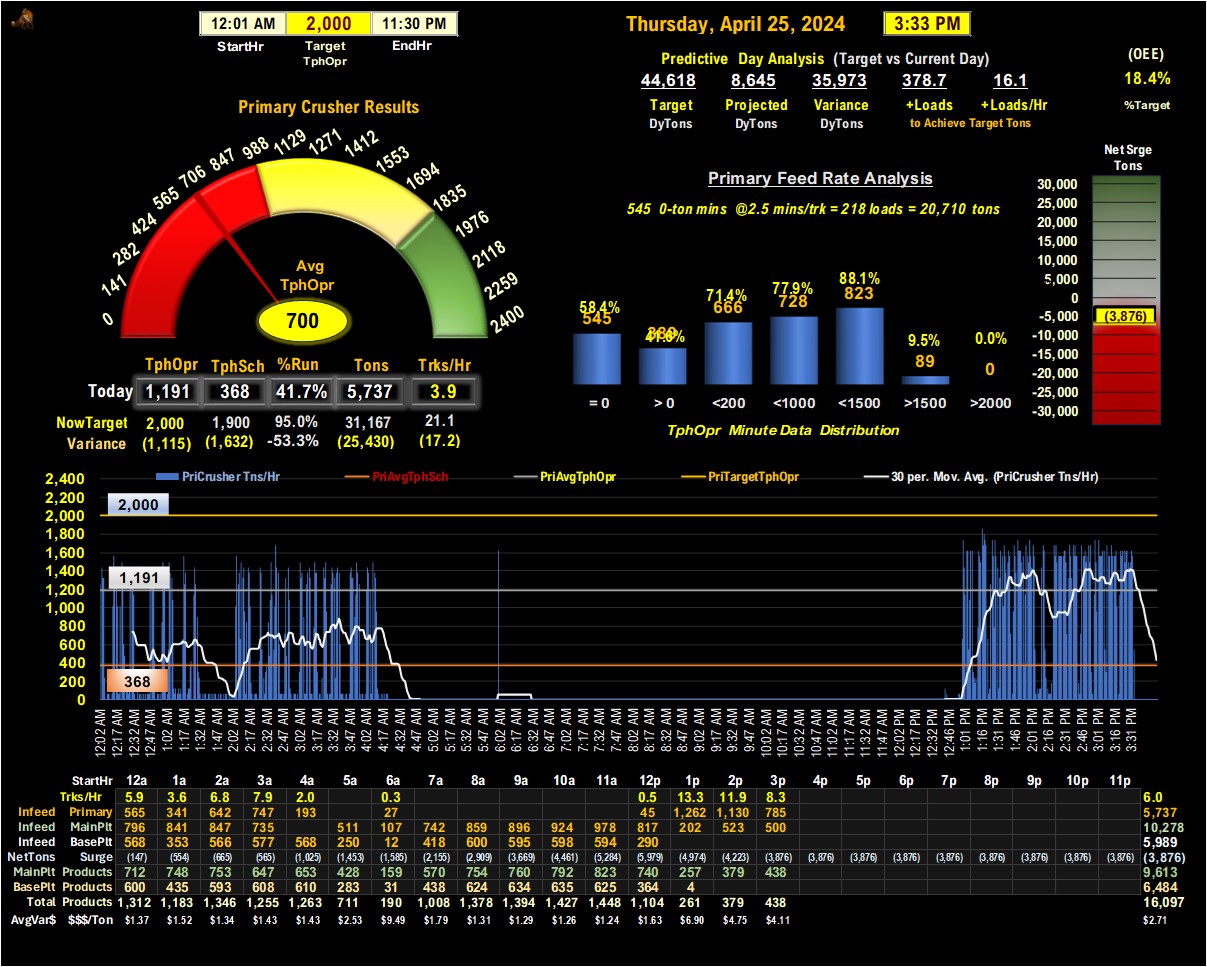 12:01 AM 2,000 11:30 PM
StartHr Target TphOpr EndHr
Thursday, April 25, 2024 3:33 PM
Predictive Day Analysis (Target vs Current Day)
44,618 8,645 35,973 378.7 16.1
Target Projected Variance +Loads +Loads/Hr
DyTons DyTons DyTons to Achieve Target Tons
(OEE)
18.4%
%Target
Primary Crusher Results
0 141 282 424 565 706 847 988 1129 1271 1412 1553 1694 1835 1976 2118 2259 2400
Avg
TphOpr
700
TphOpr TphSch %Run Tons Trks/Hr
Today 1,191 368 41.7% 5,737 3.9
NowTarget 2,000 1,900 95.0% 31,167 21.1
Variance (1,115) (1,632) -53.3% (25,430) (17.2)
Primary Feed Rate Analysis
545 0-ton mins @2.5 mins/trk = 218 loads = 20,710 tons
58.4% 41.6% 71.4% 77.9% 88.1% 9.5% 0.0%
545 666 728 823 89 0
= 0 > 0 <200 <1000 <1500 >1500 >2000
TphOpr Minute Data Distribution
Net Srge
Tons
30,000
25,000
20,000
15,000
10,000
5,000
0
-5,000
-10,000
-15,000
-20,000
-25,000
-30,000
(3,876)
PriCrusher Tns/Hr PriAvgTphSch PriAvgTphOpr PriTargetTphOpr 30 per. Mov. Avg. (PriCrusher Tns/Hr)
2,400
2,200
2,000
1,800
1,600
1,400
1,200
1,000
800
600
400
200
0
2,000
1,191
368
12:02 AM 12:17 AM 12:32 AM 12:47 AM 1:02 AM 1:17 AM 1:32 AM 1:47 AM 2:02 AM 2:17 AM 2:32 AM 2:47 AM 3:02 AM 3:17 AM 3:32 AM 3:47 AM 4:02 AM 4:17 AM 4:32 AM 4:47 AM 5:02 AM 5:17 AM 5:32 AM 5:47 AM 6:02 AM 6:17 AM 6:32 AM 6:47 AM 7:02 AM 7:17 AM 7:32 AM 7:47 AM 8:02 AM 8:17 AM 8:32 AM 8:47 AM 9:02 AM 9:17 AM 9:32 AM 9:47 AM 10:02 AM 10:17 AM 10:32 AM 10:47 AM 11:02 AM 11:17 AM 11:32 AM 11:47 AM 12:02 PM 12:17 PM 12:32 PM 12:46 PM 1:01 PM 1:16 PM 1:31 PM 1:46 PM 2:01 PM 2:16 PM 2:31 PM 2:46 PM 3:01 PM 3:16 PM 3:31 PM
StartHr 12a 1a 2a 3a 4a 5a 6a 7a 8a 9a 10a 11a 12p 1p 2p 3p 4p 5p 6p 7p 8p 9p 10p 11p
Trks/Hr 5.9 3.6 6.8 7.9 2.0 0.3 0.5 13.3 11.9 8.3 6.0
Infeed Primary 565 341 642 747 193 27 45 1,262 1,130 785 5,737
Infeed MainPlt 796 841 847 735 511 107 742 859 896 924 978 817 202 523 500 10,278
Infeed BasePlt 568 353 566 577 568 250 12 418 600 595 598 594 290 5,989
NetTons Surge (147) (554) (665) (565) (1,025) (1,453) (1,585) (2,155) (2,909) (3,669) (4,461) (5,284) (5,979) (4,974) (4,223) (3,876) (3,876) (3,876) (3,876) (3,876) (3,876) (3,876) (3,876) (3,876) (3,876)
MainPlt Products 712 748 753 647 653 428 159 570 754 760 792 823 740 257 379 438 9,613
BasePlt Products 600 435 593 608 610 283 31 438 624 634 635 625 364 4 6,484
Total Products 1,312 1,183 1,346 1,255 1,263 711 190 1,008 1,378 1,394 1,427 1,448 1,104 261 379 438 16,097
AvgVar$ $$$/Ton $1.37 $1.52 $1.34 $1.43 $1.43 $2.53 $9.49 $1.79 $1.31 $1.29 $1.26 $1.24 $1.63 $6.90 $4.75 $4.11 $2.71